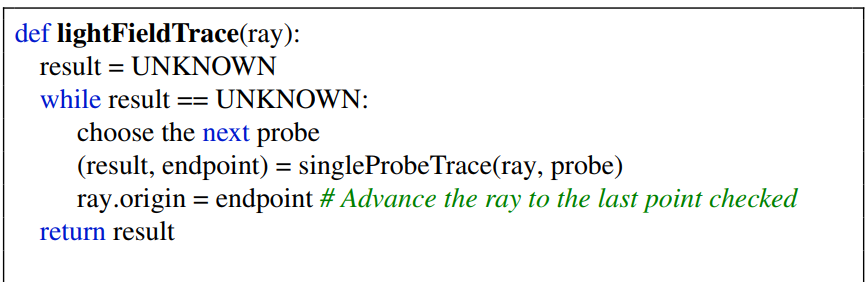 def lightFieldTrace(ray):
result = UNKNOWN
while result == UNKNOWN:
choose the next probe
(result, endpoint) = singleProbeTrace(ray, probe)
ray.origin = endpoint # Advance the ray to the last point checked
return result